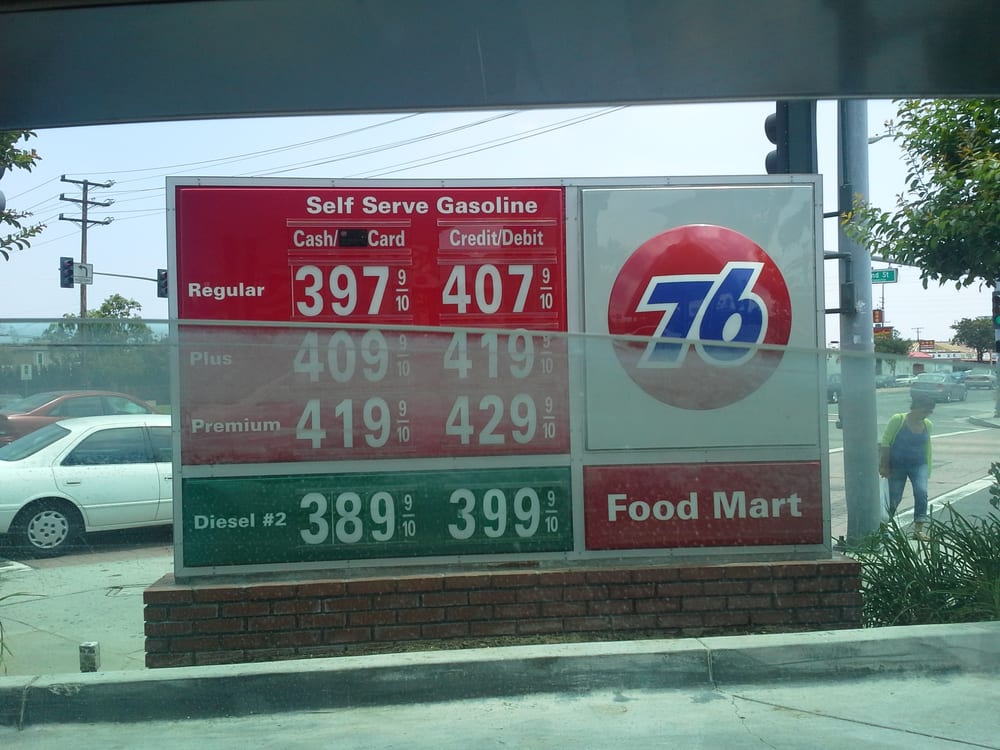 Self Serve Gasoline
Cash/ Card Credit/Debit
Regular 397 9/10 407 9/10
Plus 409 9/10 419 9/10
Premium 419 9/10 429 9/10
Diesel #2 389 9/10 399 9/10
76
Food Mart
nd St